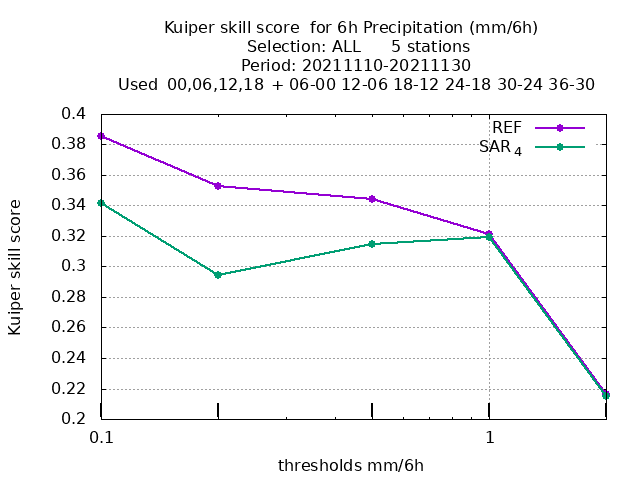 Kuiper skill score  for 6h Precipitation (mm/6h)
Selection: ALL      5 stations
Period: 20211110-20211130
Used  00,06,12,18  + 06-00 12-06 18-12 24-18 30-24 36-30
REF
SAR4
0.4
0.38
0.36
0.34
0.32
0.3
0.28
0.26
0.24
0.22
0.2
Kuiper skill score
0.1
1
thresholds mm/6h